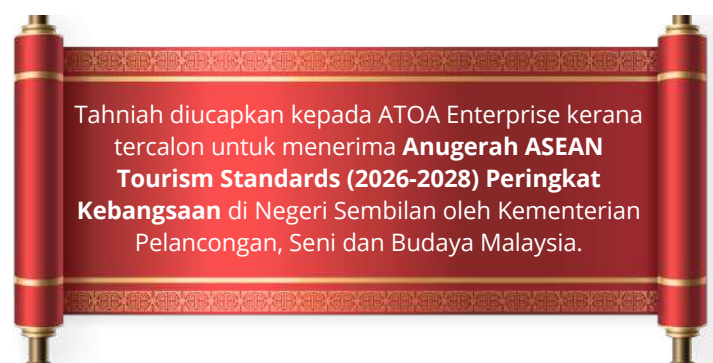 Tahniah diucapkan kepada ATOA Enterprise kerana
tercalon untuk menerima Anugerah ASEAN
Tourism Standards (2026-2028) Peringkat
Kebangsaan di Negeri Sembilan oleh Kementerian
Pelancongan, Seni dan Budaya Malaysia.